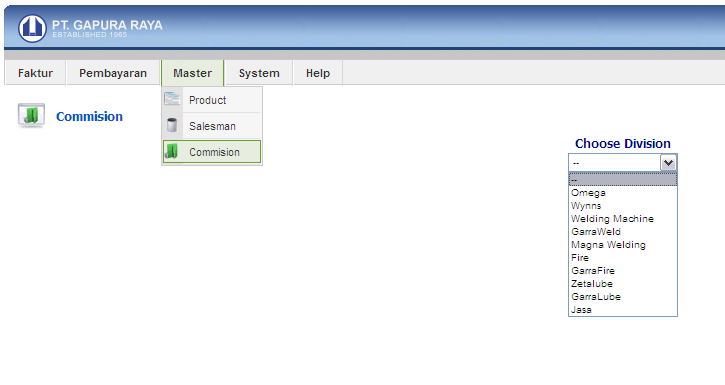 PT. GAPURA RAYA
ESTABLISHED 1965
Faktur Pembayaran Master System Help
Commision
Product
Salesman
Commision
Choose Division
--
--
Omega
Wynns
Welding Machine
GarraWeld
Magna Welding
Fire
GarraFire
Zetalube
GarraLube
Jasa